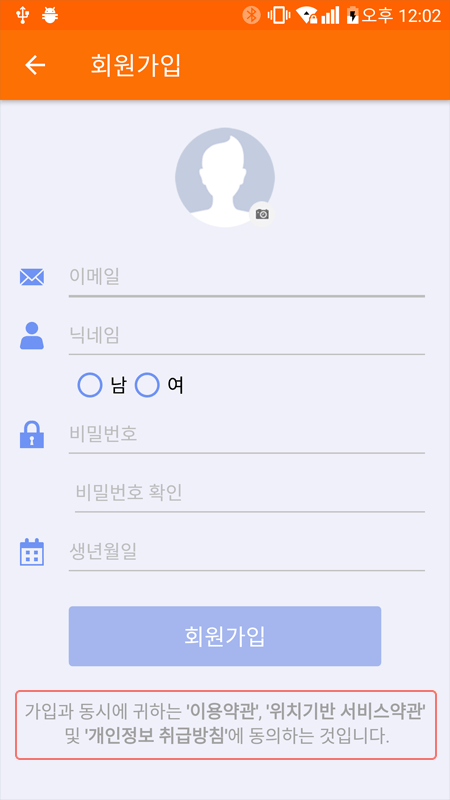 오후 12:02
회원가입
이메일
닉네임
남 여
비밀번호
비밀번호 확인
생년월일
회원가입
가입과 동시에 귀하는 '이용약관', '위치기반 서비스약관'
및 '개인정보 취급방침'에 동의하는 것입니다.